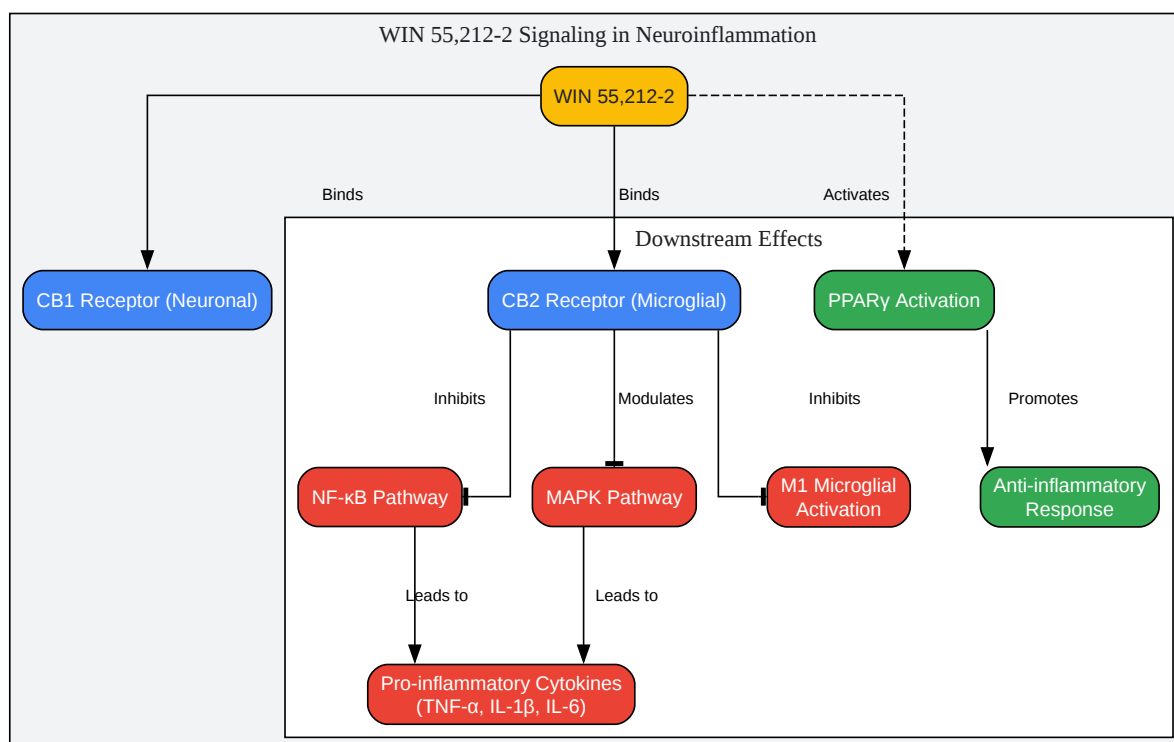 WIN 55,212-2 Signaling in Neuroinflammation
WIN 55,212-2
Binds
Binds
Activates
Downstream Effects
CB1 Receptor (Neuronal)
CB2 Receptor (Microglial)
PPARγ Activation
Inhibits
Modulates
Inhibits
Promotes
NF-κB Pathway
MAPK Pathway
M1 Microglial
Activation
Anti-inflammatory
Response
Leads to
Leads to
Pro-inflammatory Cytokines
(TNF-α, IL-1β, IL-6)